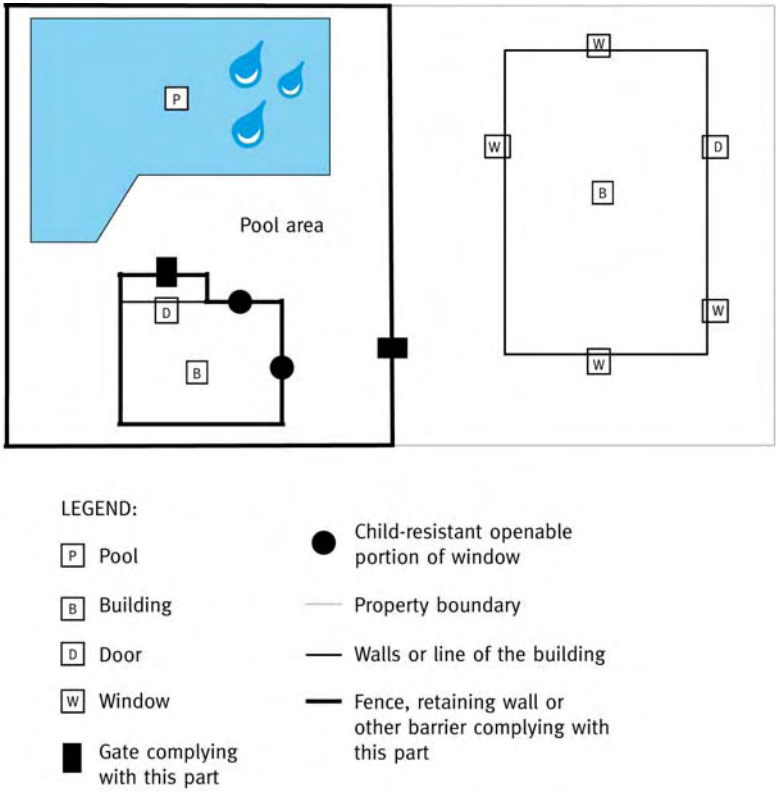 W
P
W
D
B
Pool area
D
W
B
W
LEGEND:
P Pool
B Building
D Door
W Window
Gate complying
with this part
Child-resistant openable
portion of window
Property boundary
Walls or line of the building
Fence, retaining wall or
other barrier complying with
this part